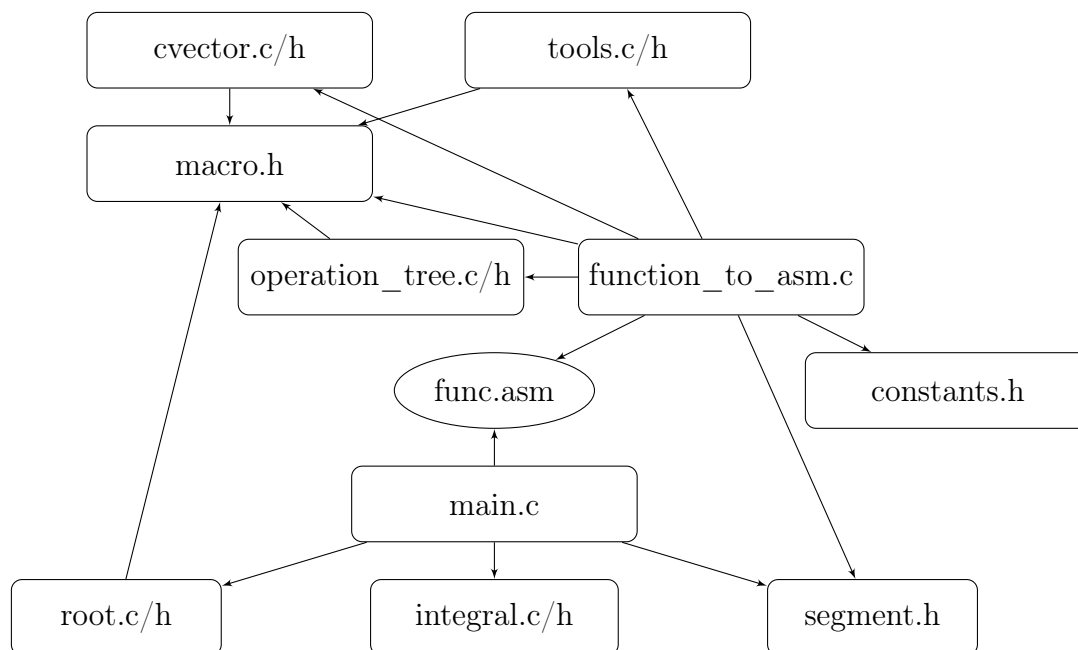 cvector.c/h
tools.c/h
macro.h
operation_tree.c/h
function_to_asm.c
func.asm
constants.h
main.c
root.c/h
integral.c/h
segment.h